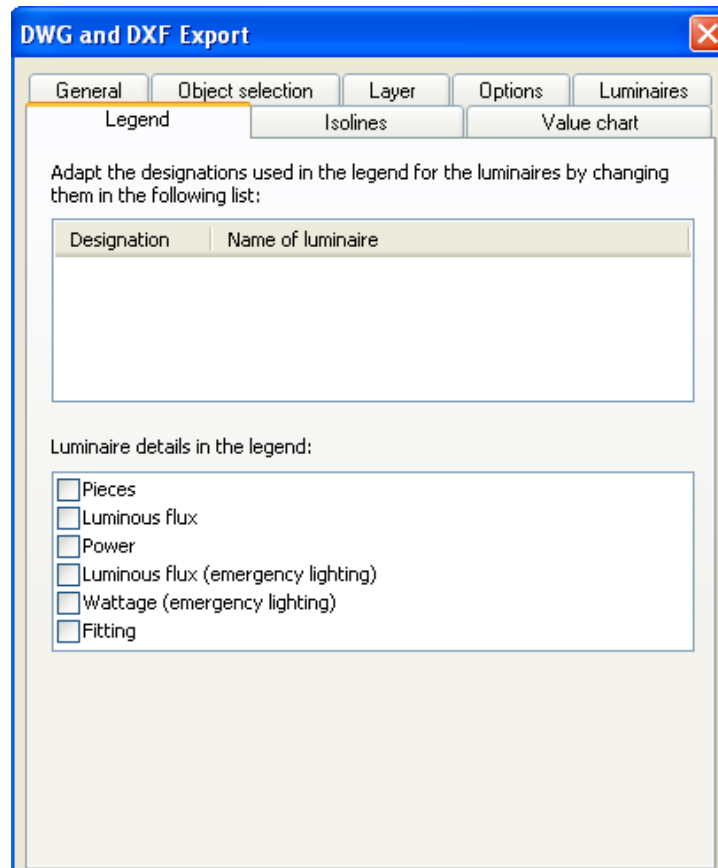 DWG and DXF Export
General Object selection Layer Options Luminaires
Legend Isolines Value chart
Adapt the designations used in the legend for the luminaires by changing
them in the following list:
Designation Name of luminaire
Luminaire details in the legend:
Pieces
Luminous flux
Power
Luminous flux (emergency lighting)
Wattage (emergency lighting)
Fitting